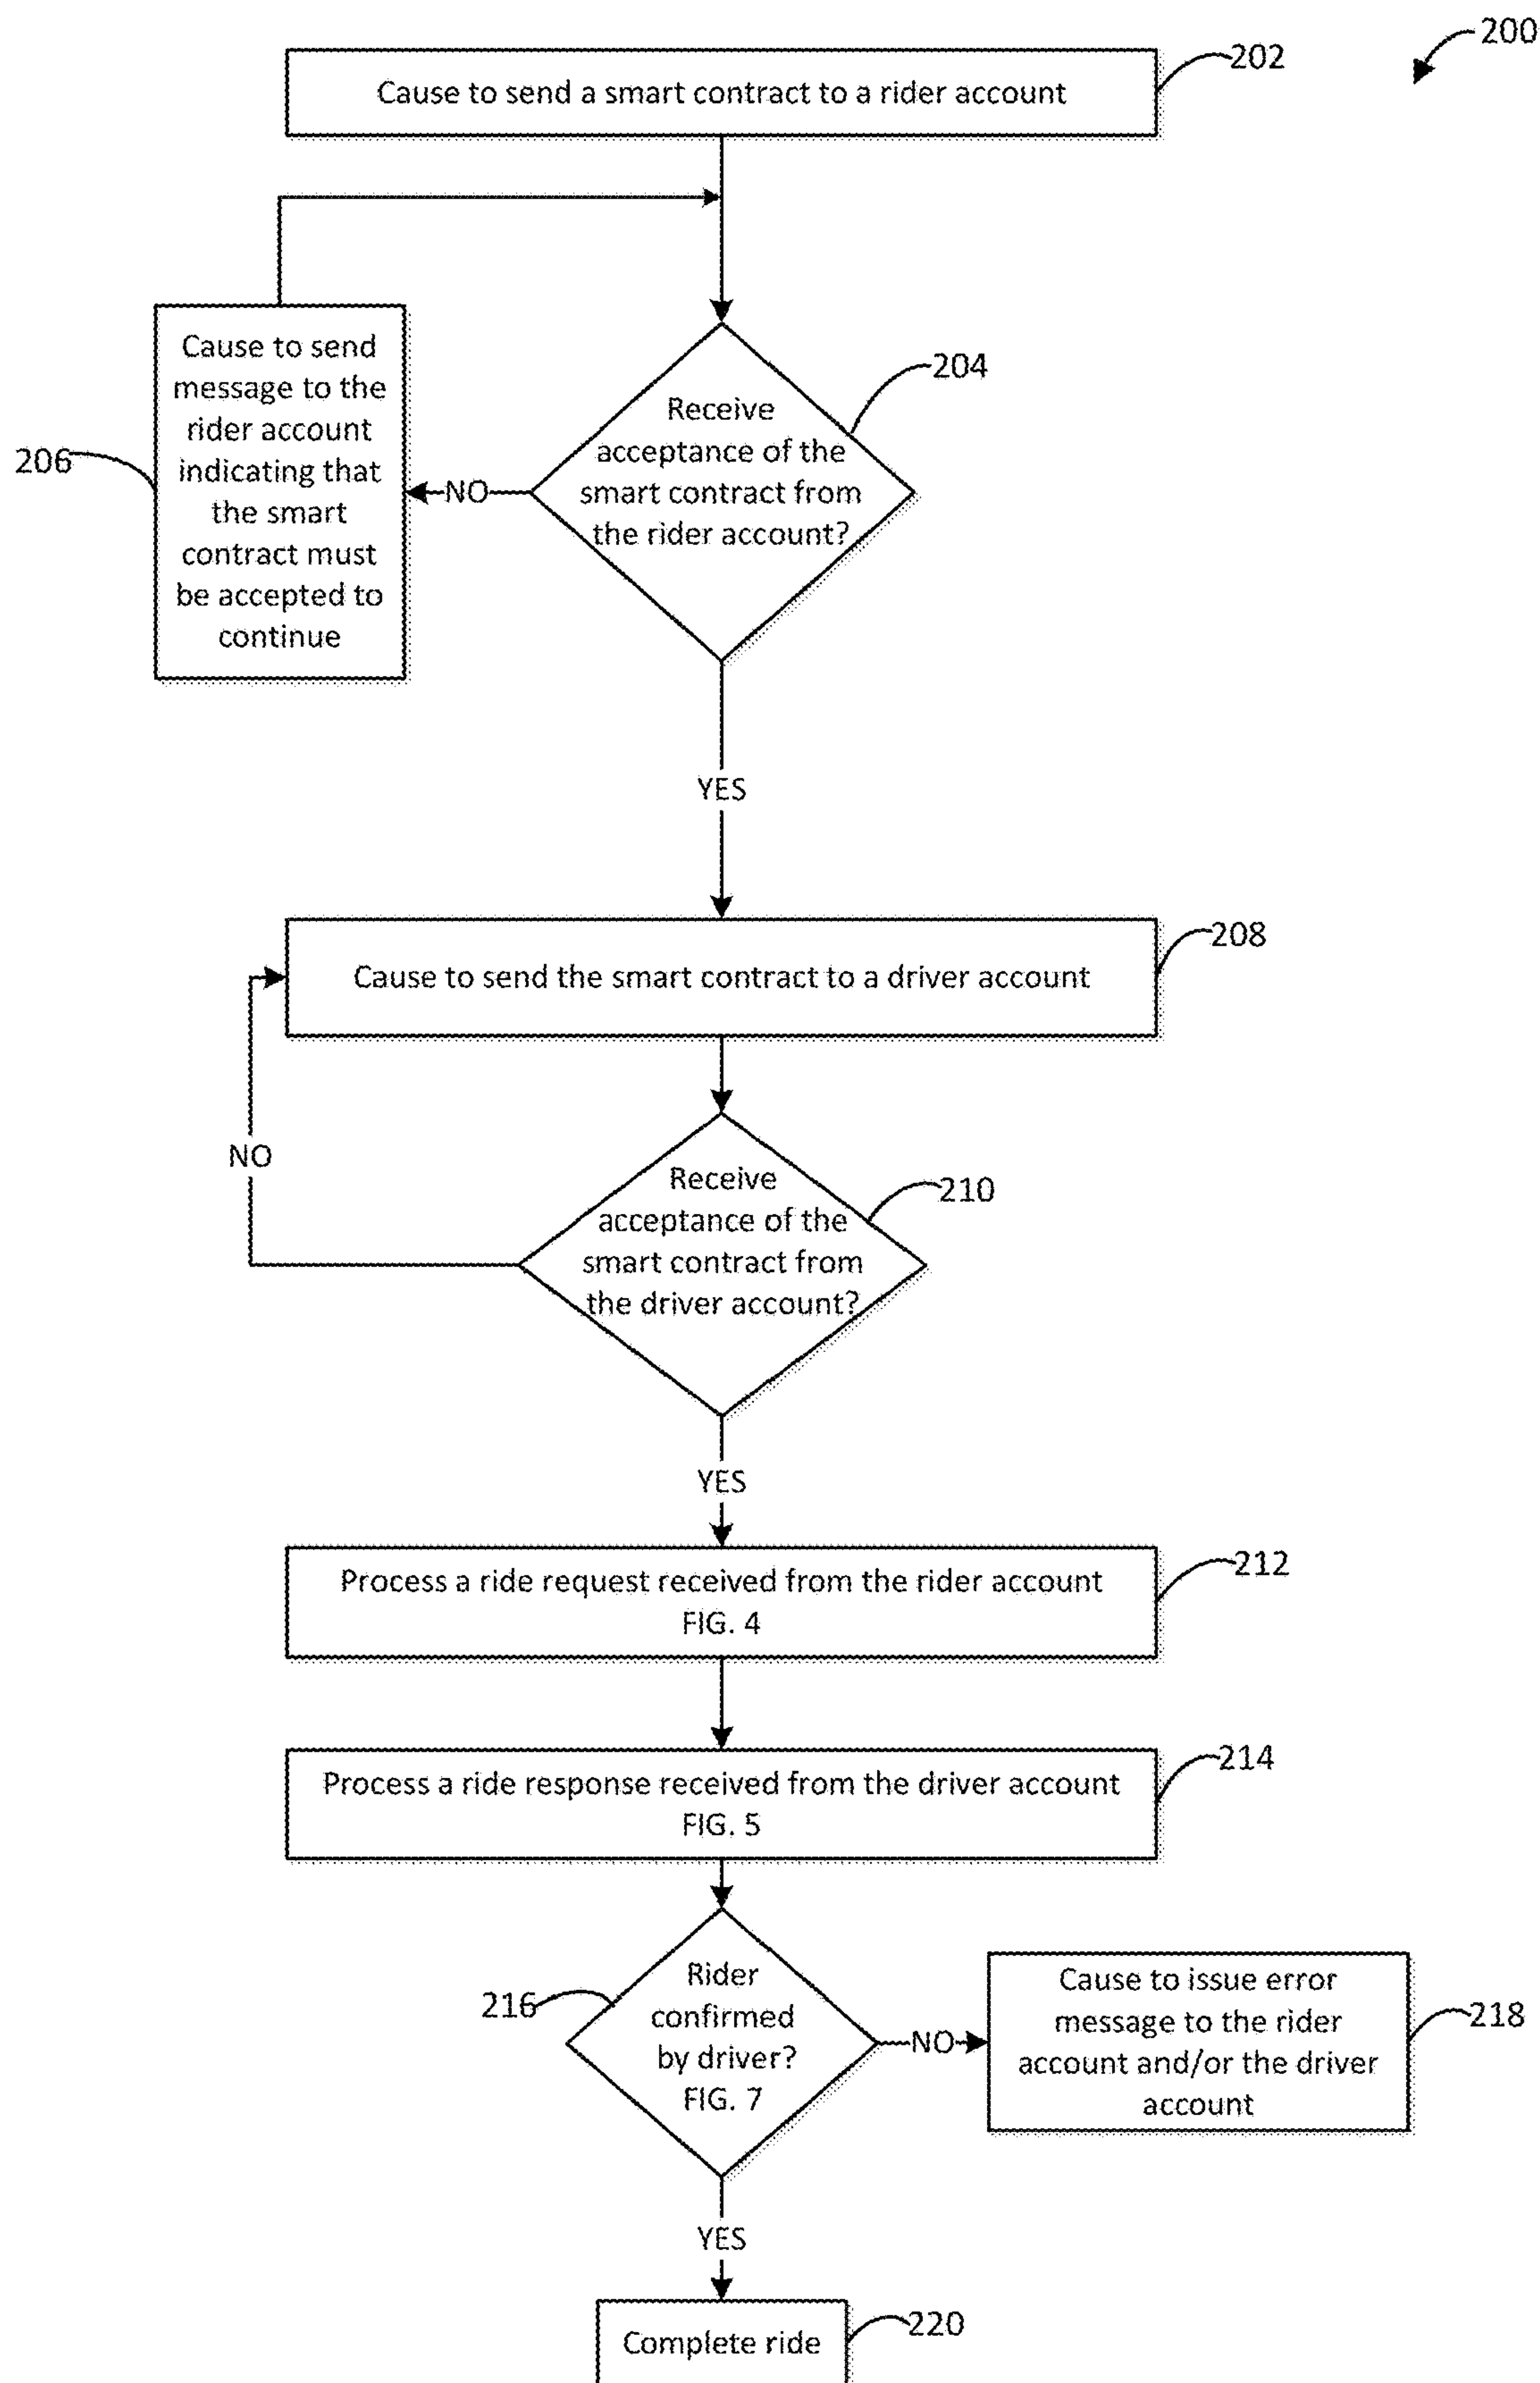 200
202
Cause to send a smart contract to a rider account
204
Receive
acceptance of the
smart contract from
the rider account?
NO
206
Cause to send
message to the
rider account
indicating that
the smart
contract must
be accepted to
continue
YES
208
Cause to send the smart contract to a driver account
210
Receive
acceptance of the
smart contract from
the driver account?
NO
YES
212
Process a ride request received from the rider account
FIG. 4
214
Process a ride response received from the driver account
FIG. 5
216
Rider
confirmed
by driver?
FIG. 7
NO
218
Cause to issue error
message to the rider
account and/or the driver
account
YES
220
Complete ride